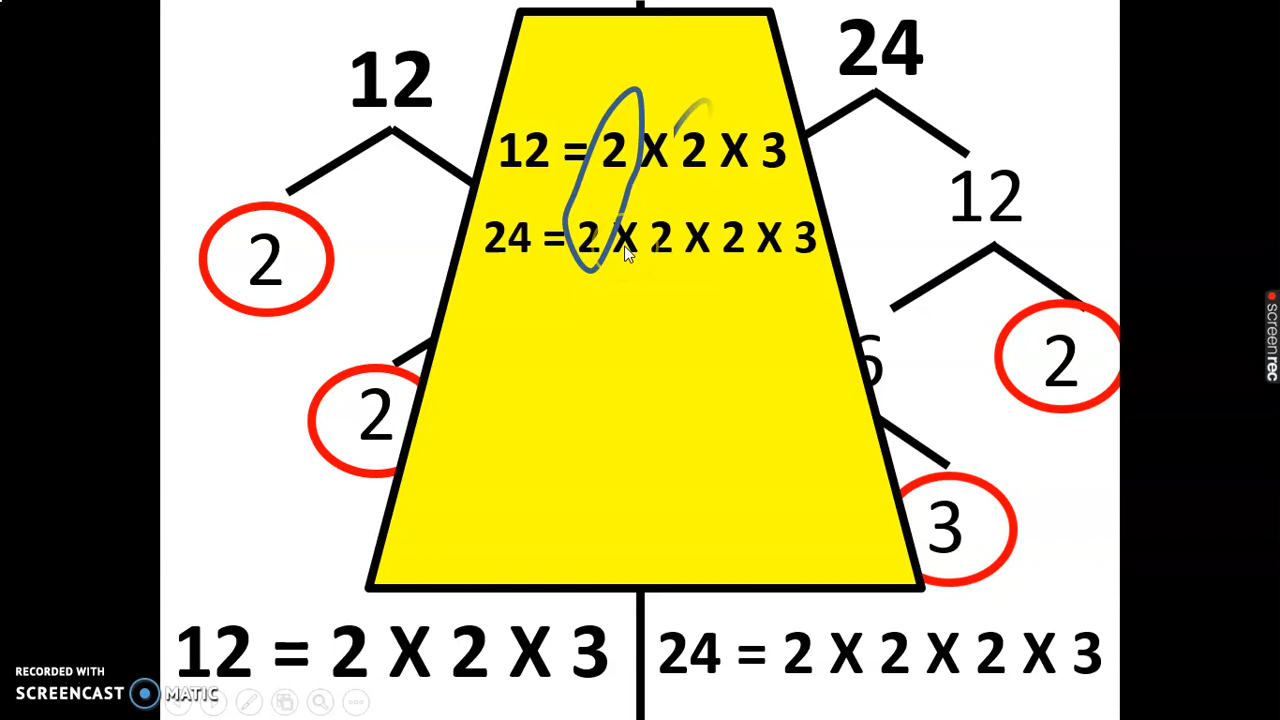 12
24
12 = 2 X 2 X 3
24 = 2 X 2 X 2 X 3
12
2
2
6
2
3
12 = 2 X 2 X 3
24 = 2 X 2 X 2 X 3
RECORDED WITH
SCREENCAST MATIC
screenrec